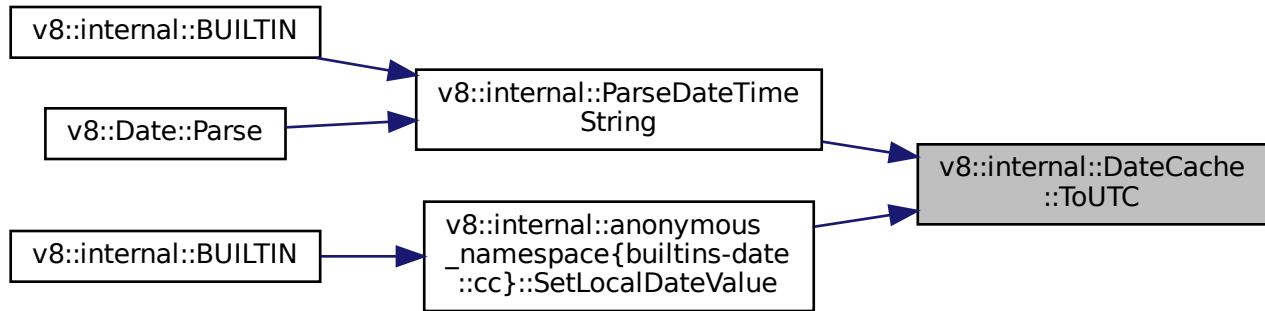 v8::internal::BUILTIN
v8::Date::Parse
v8::internal::BUILTIN
v8::internal::ParseDateTime
String
v8::internal::anonymous
_namespace{builtins-date
::cc}::SetLocalDateValue
v8::internal::DateCache
::ToUTC